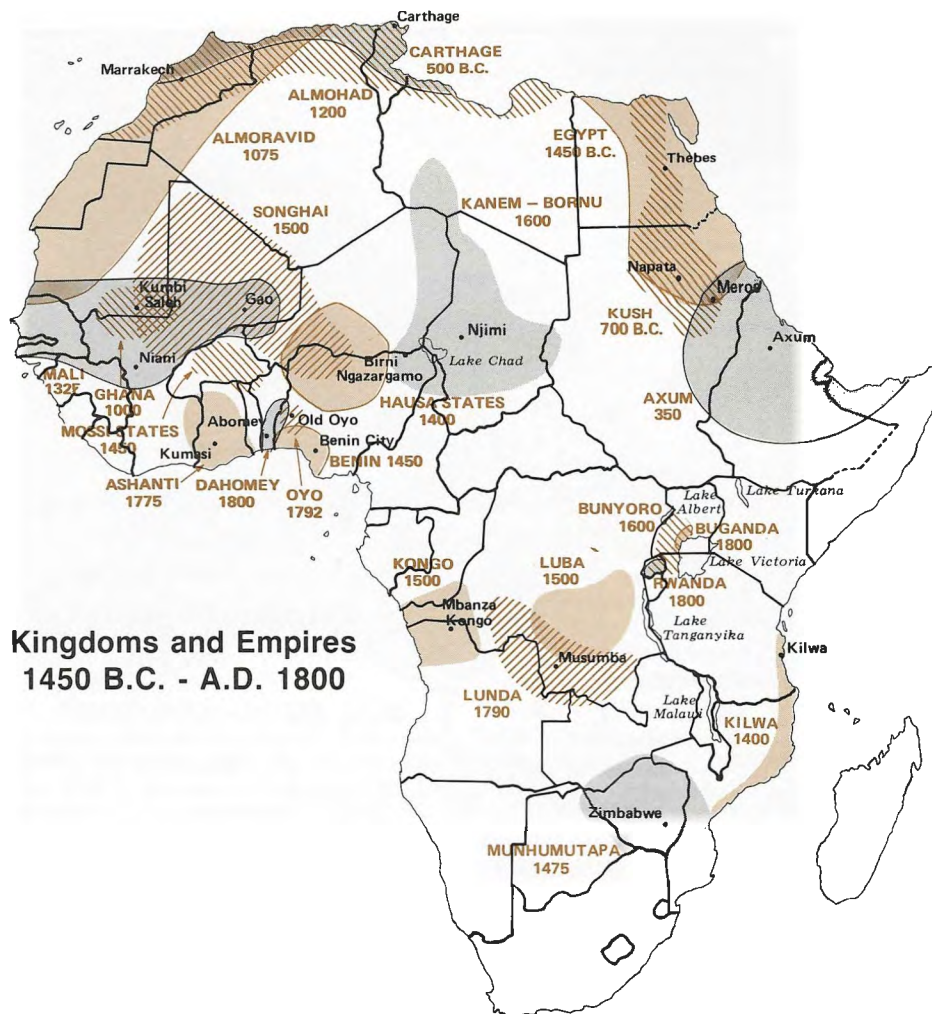 Carthage
CARTHAGE
500 B.C.
Marrakech
ALMOHAD
1200
ALMORAVID
1075
EGYPT
1450 B.C.
Thebes
SONGHAI
1500
KANEM – BORNU
1600
Napata
Meroe
KUSH
700 B.C.
Kumbi
Saleh
Gao
Njimi
Axum
Niani
Birni
Ngazargamo
Lake Chad
MALI
132E
GHANA
1000
HAUSA STATES
1400
AXUM
350
MOSSI STATES
1450
Abomey
Old Oyo
Kumasi
Benin City
BENIN 1450
ASHANTI
1775
DAHOMEY
1800
OYO
1792
Lake
Albert
Lake Turkana
BUNYORO
1600
BUGANDA
1800
Lake Victoria
KONGO
1500
LUBA
1500
RWANDA
1800
Mbanza
Kongo
Lake
Tanganyika
Kingdoms and Empires
1450 B.C. - A.D. 1800
Musumba
Kilwa
LUNDA
1790
Lake
Malaui
KILWA
1400
Zimbabwe
MUNHUMUTAPA
1475